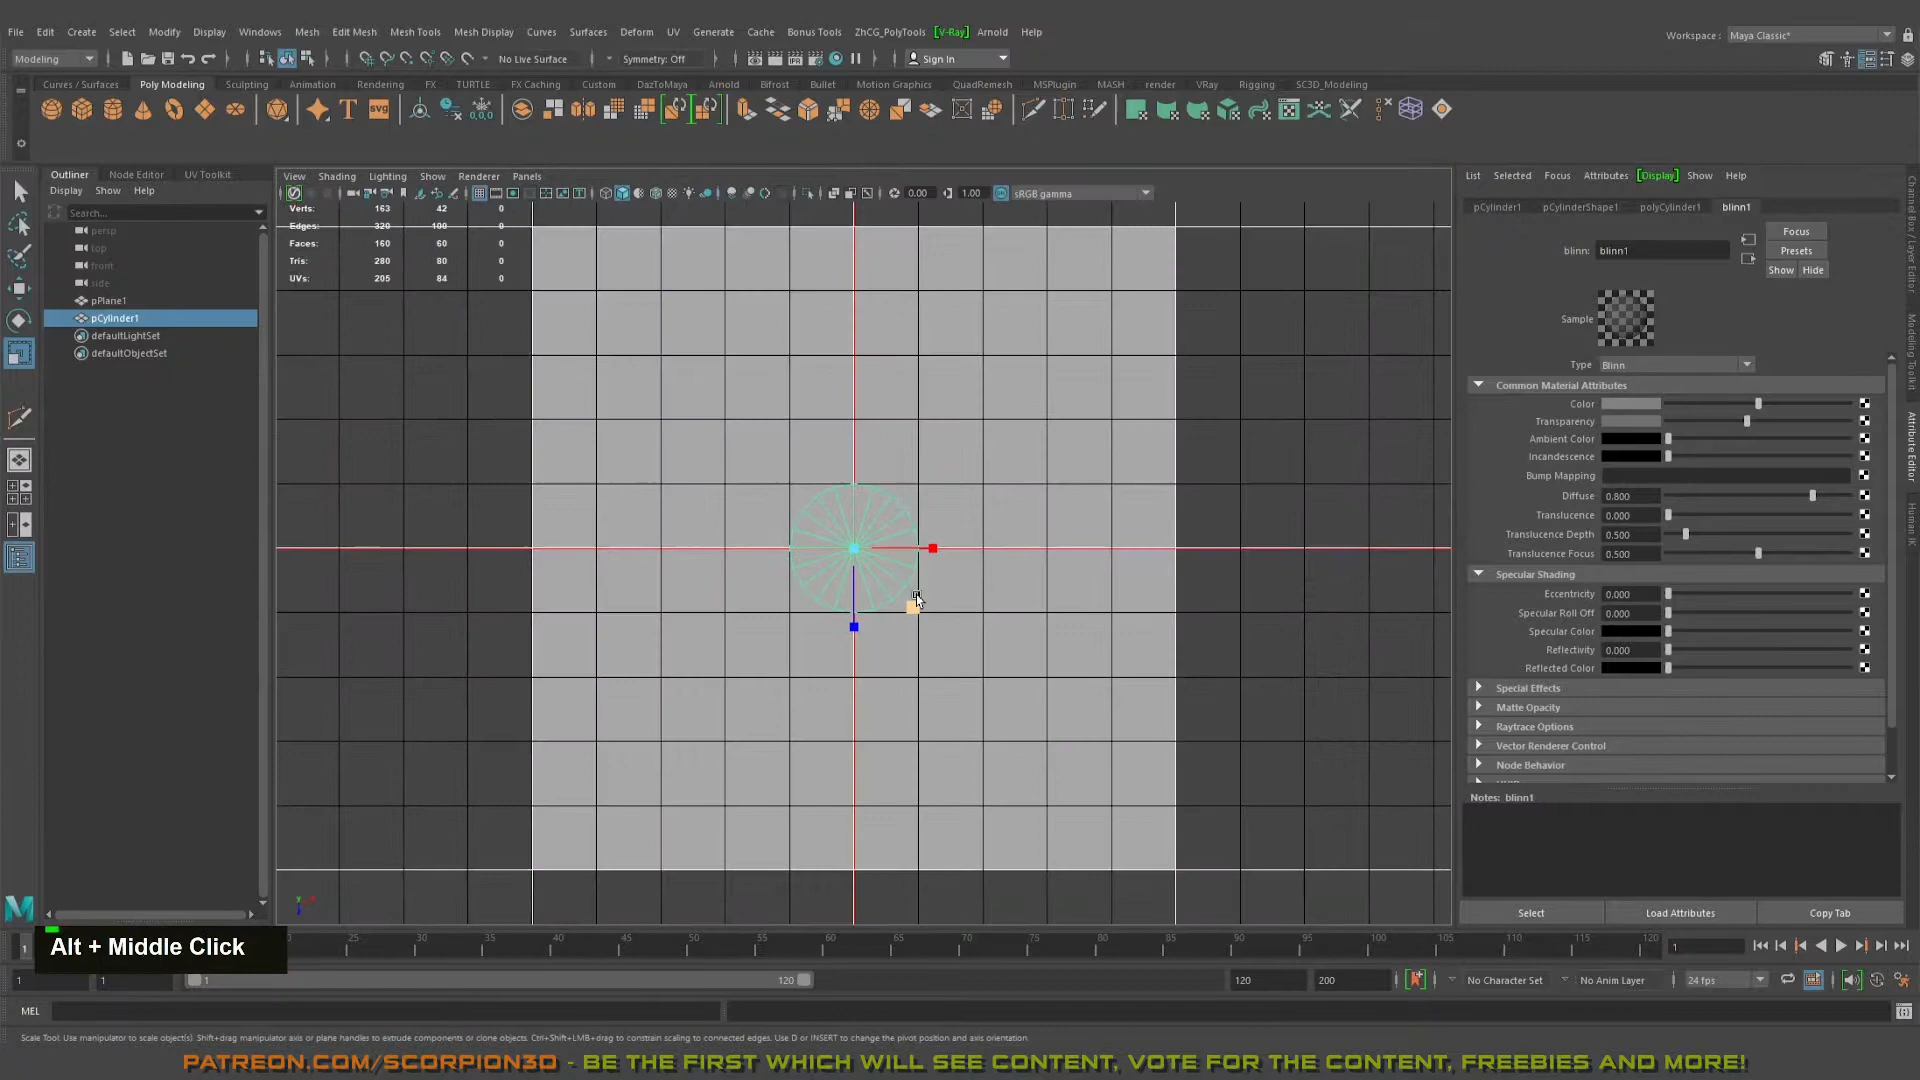 File Edit Create Select Modify Display Windows Mesh Edit Mesh Mesh Tools Mesh Display Curves Surfaces Deform UV Generate Cache Bonus Tools ZhCG_PolyTools [V-Ray] Arnold Help
Workspace : Maya Classic*
Modeling No Live Surface Symmetry: Off Sign In
Curves / Surfaces Poly Modeling Sculpting Animation Rendering FX TURTLE FX Caching Custom DazToMaya Arnold Bifrost Bullet Motion Graphics QuadRemesh MSPlugin MASH render VRay Rigging SC3D_Modeling
Outliner Node Editor UV Toolkit
Display Show Help
Search...
persp
top
front
side
pPlane1
pCylinder1
defaultLightSet
defaultObjectSet
View Shading Lighting Show Renderer Panels
0.00 1.00 sRGB gamma
Verts: 163 42 0
Edges: 320 100 0
Faces: 160 60 0
Tris: 280 80 0
UVs: 205 84 0
List Selected Focus Attributes [Display] Show Help
pCylinder1 pCylinderShape1 polyCylinder1 blinn1
blinn: blinn1
Focus
Presets
Show Hide
Sample
Type Blinn
Common Material Attributes
Color
Transparency
Ambient Color
Incandescence
Bump Mapping
Diffuse 0.800
Translucence 0.000
Translucence Depth 0.500
Translucence Focus 0.500
Specular Shading
Eccentricity 0.000
Specular Roll Off 0.000
Specular Color
Reflectivity 0.000
Reflected Color
Special Effects
Matte Opacity
Raytrace Options
Vector Renderer Control
Node Behavior
Notes: blinn1
Select Load Attributes Copy Tab
Channel Box / Layer Editor
Modeling Toolkit
Attribute Editor
Human IK
Alt + Middle Click
1 25 30 35 40 45 50 55 60 65 70 75 80 85 90 95 100 105 110 115 120 1
1 1 1 120 120 200 No Character Set No Anim Layer 24 fps
MEL
Scale Tool: Use manipulator to scale object(s). Shift+drag manipulator axis or plane handles to extrude components or clone objects. Ctrl+Shift+LMB+drag to constrain scaling to connected edges. Use D or INSERT to change the pivot position and axis orientation.
PATREON.COM/SCORPION3D - BE THE FIRST WHICH WILL SEE CONTENT, VOTE FOR THE CONTENT, FREEBIES AND MORE!